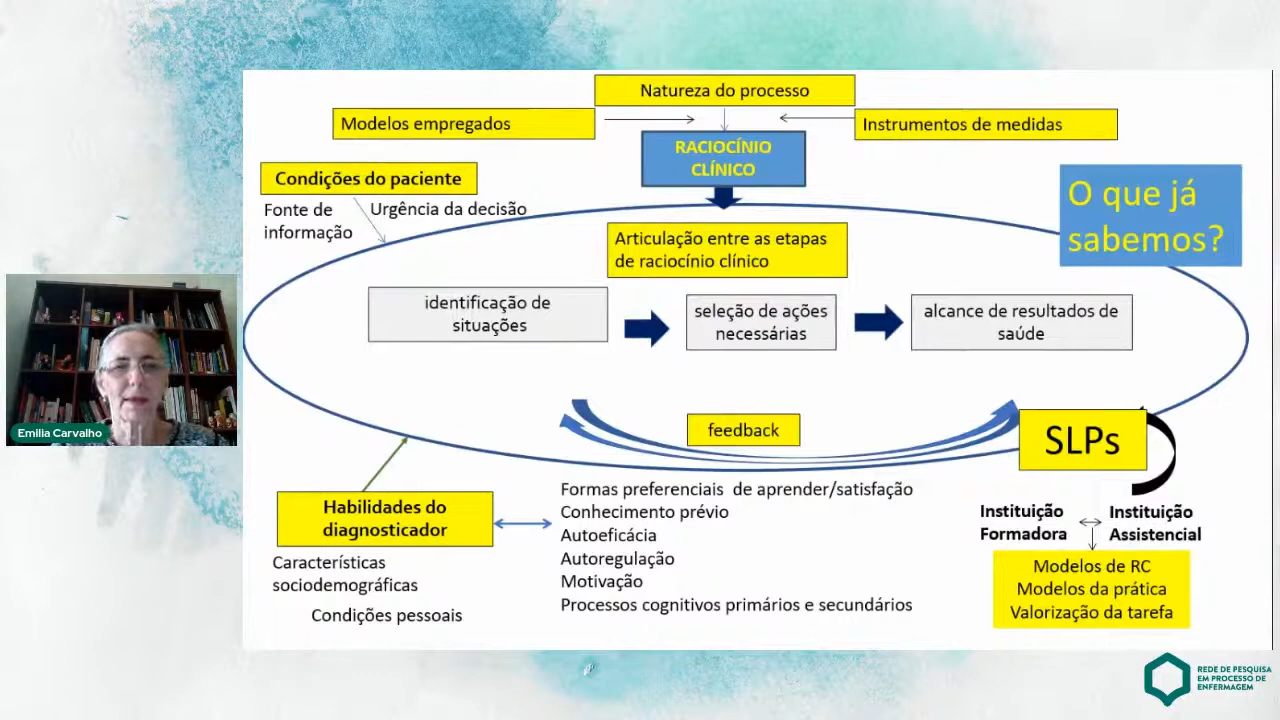 Natureza do processo
Modelos empregados
Instrumentos de medidas
RACIOCÍNIO
CLÍNICO
Condições do paciente
O que já
sabemos?
Fonte de
informação
Urgência da decisão
Articulação entre as etapas
de raciocínio clínico
identificação de
situações
seleção de ações
necessárias
alcance de resultados de
saúde
feedback
SLPs
Emilia Carvalho
Habilidades do
diagnosticador
Características
sociodemográficas
Condições pessoais
Formas preferenciais de aprender/satisfação
Conhecimento prévio
Autoeficácia
Autoregulação
Motivação
Processos cognitivos primários e secundários
Instituição
Formadora
Instituição
Assistencial
Modelos de RC
Modelos da prática
Valorização da tarefa
REDE DE PESQUISA
EM PROCESSO DE
ENFERMAGEM